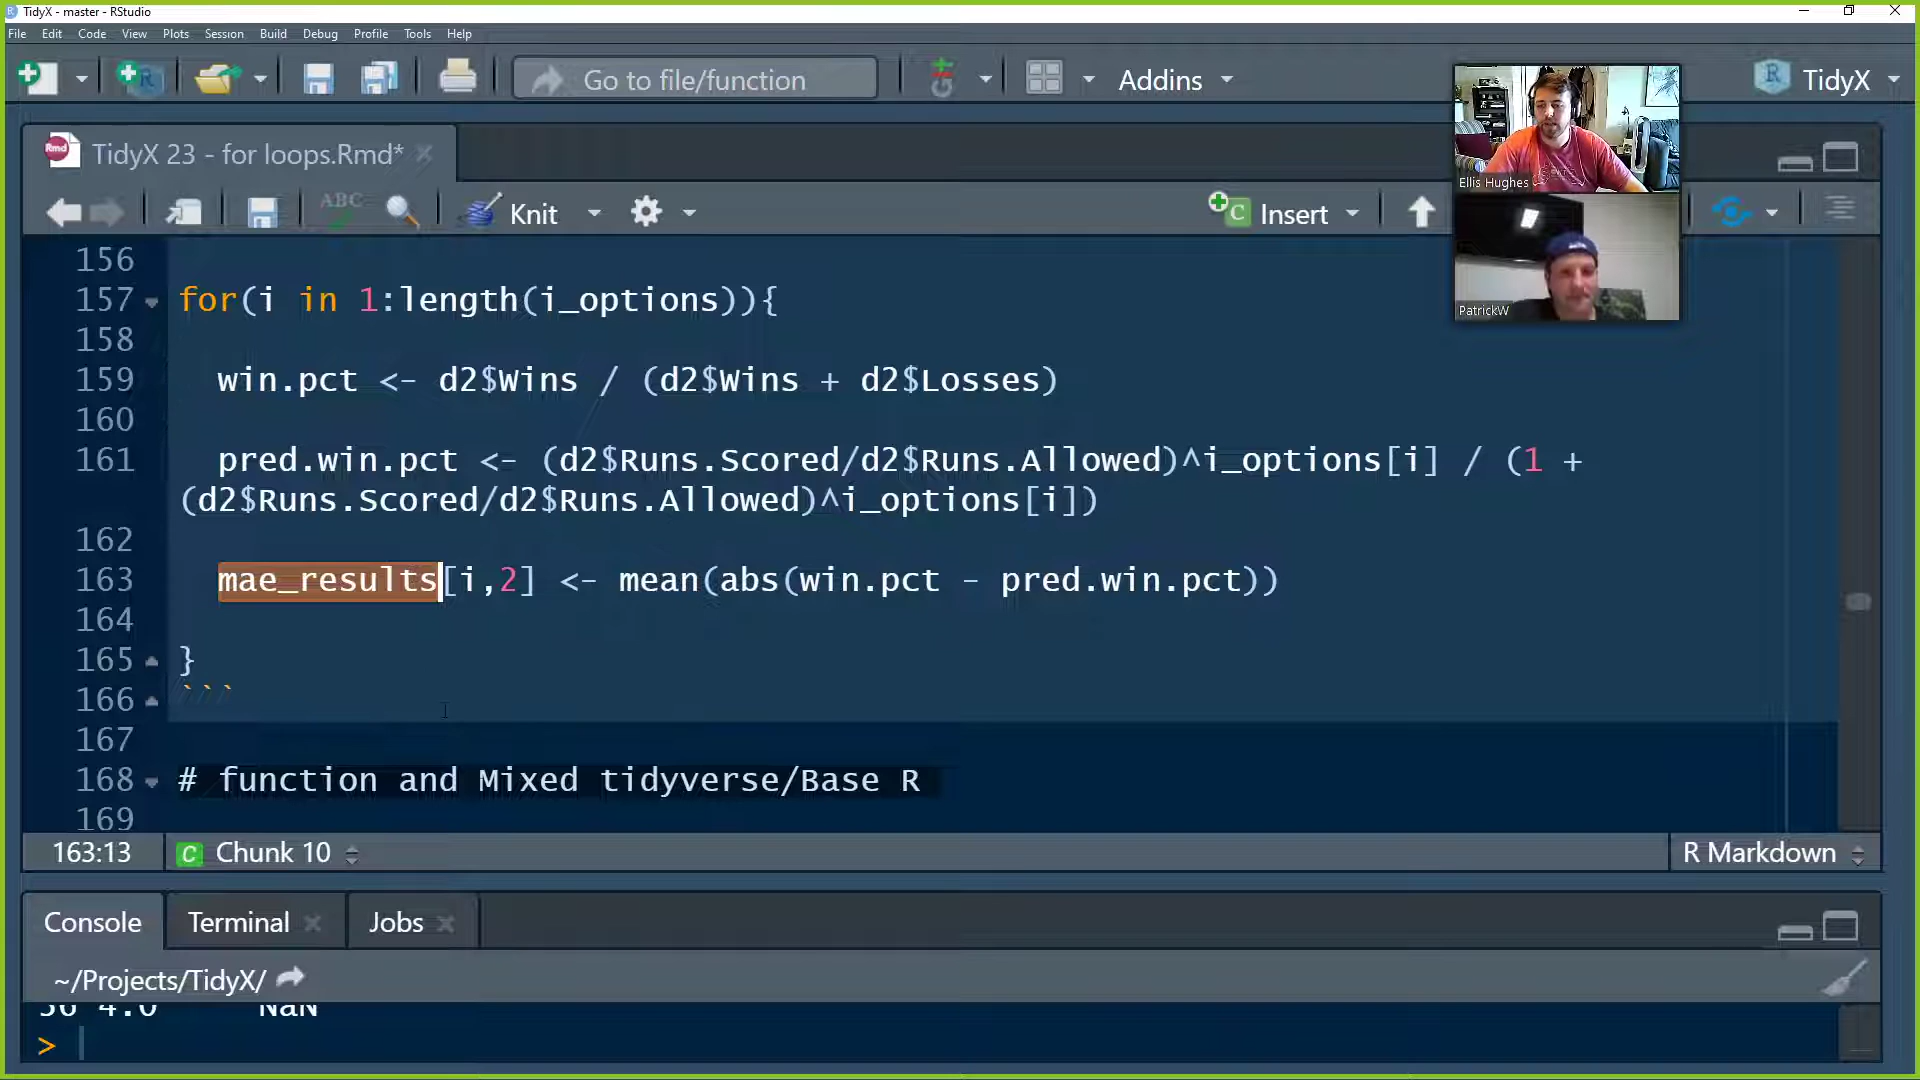 TidyX - master - RStudio
File Edit Code View Plots Session Build Debug Profile Tools Help
Go to file/function
Addins
TidyX
TidyX 23 - for loops.Rmd*
Rmd
ABC
Knit
Insert
Ellis Hughes
PatrickW
156
157 for(i in 1:length(i_options)){
158
159 win.pct <- d2$Wins / (d2$Wins + d2$Losses)
160
161 pred.win.pct <- (d2$Runs.Scored/d2$Runs.Allowed)^i_options[i] / (1 +
(d2$Runs.Scored/d2$Runs.Allowed)^i_options[i])
162
163 mae_results[i,2] <- mean(abs(win.pct - pred.win.pct))
164
165 }
166 ```
167
168 # function and Mixed tidyverse/Base R
169
163:13 Chunk 10 R Markdown
Console Terminal Jobs
~/Projects/TidyX/
36 4.0 NaN
>